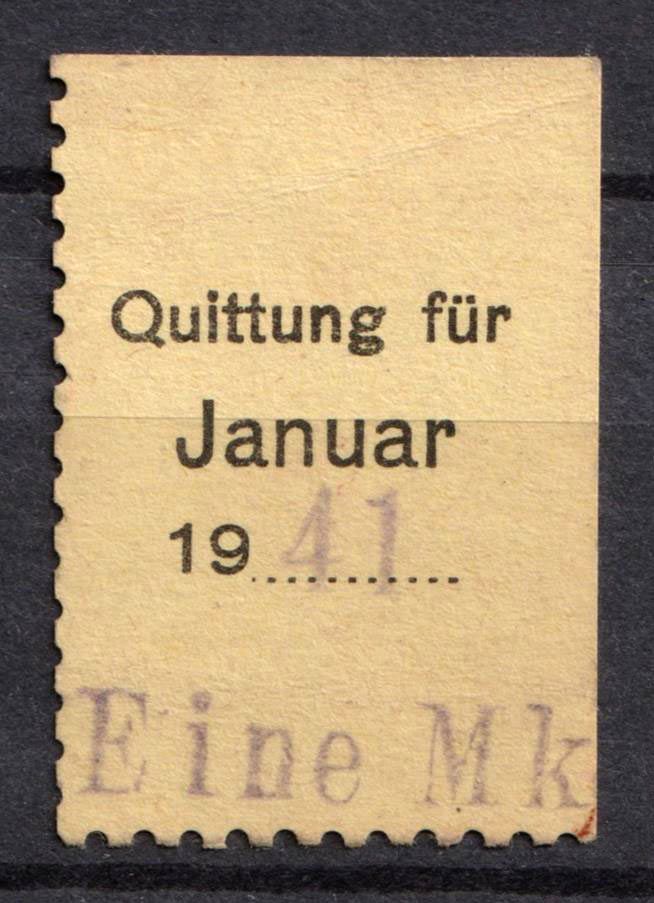 Quittung für
Januar
1941
Eine Mk